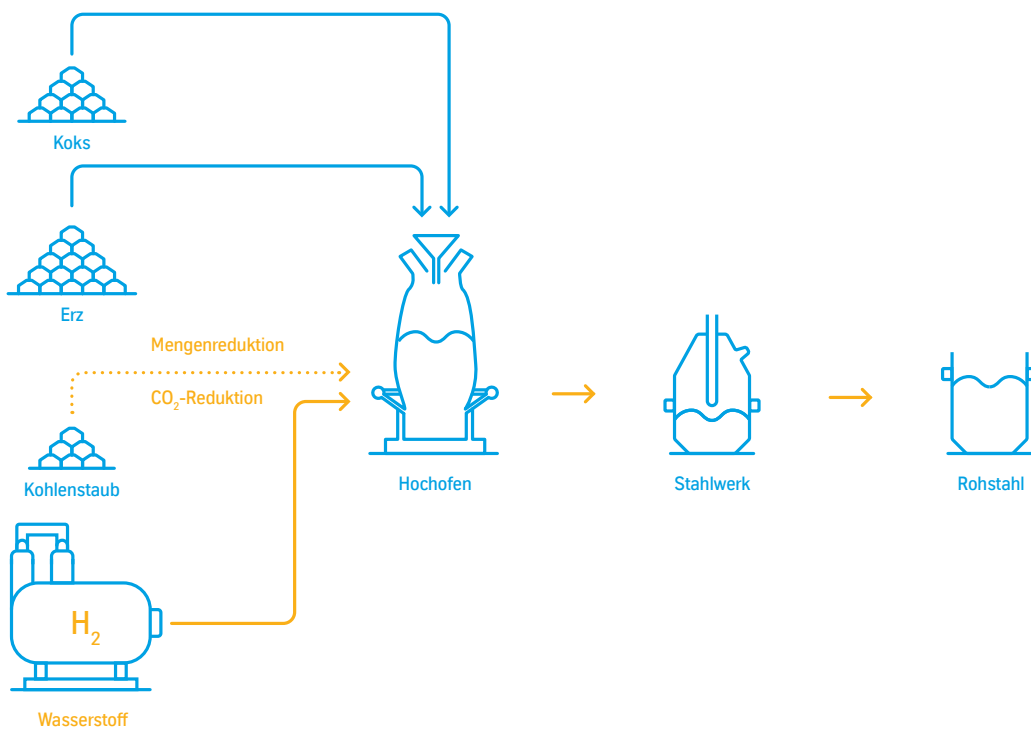 Koks
Erz
Mengenreduktion
CO₂-Reduktion
Kohlenstaub
Hochofen
Stahlwerk
Rohstahl
H₂
Wasserstoff